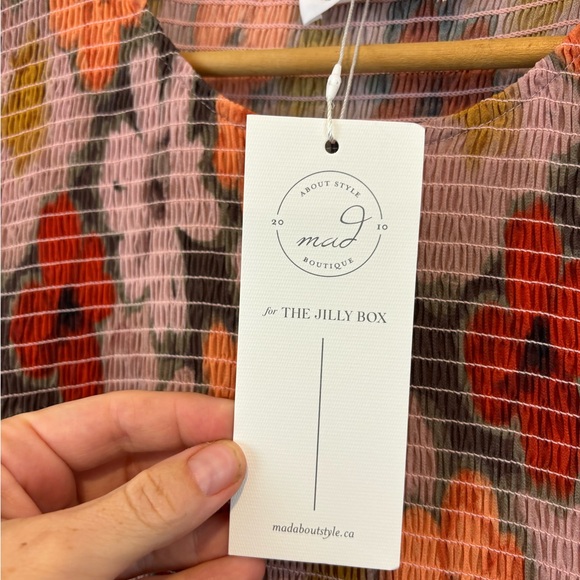 ABOUT STYLE
20 10
mad
BOUTIQUE
for THE JILLY BOX
madaboutstyle.ca